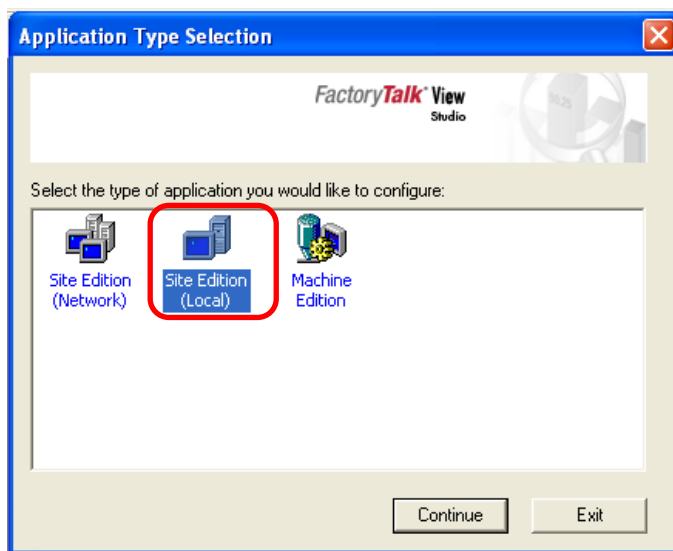 Application Type Selection
FactoryTalk View
Studio
Select the type of application you would like to configure:
Site Edition
(Network)
Site Edition
(Local)
Machine
Edition
Continue
Exit